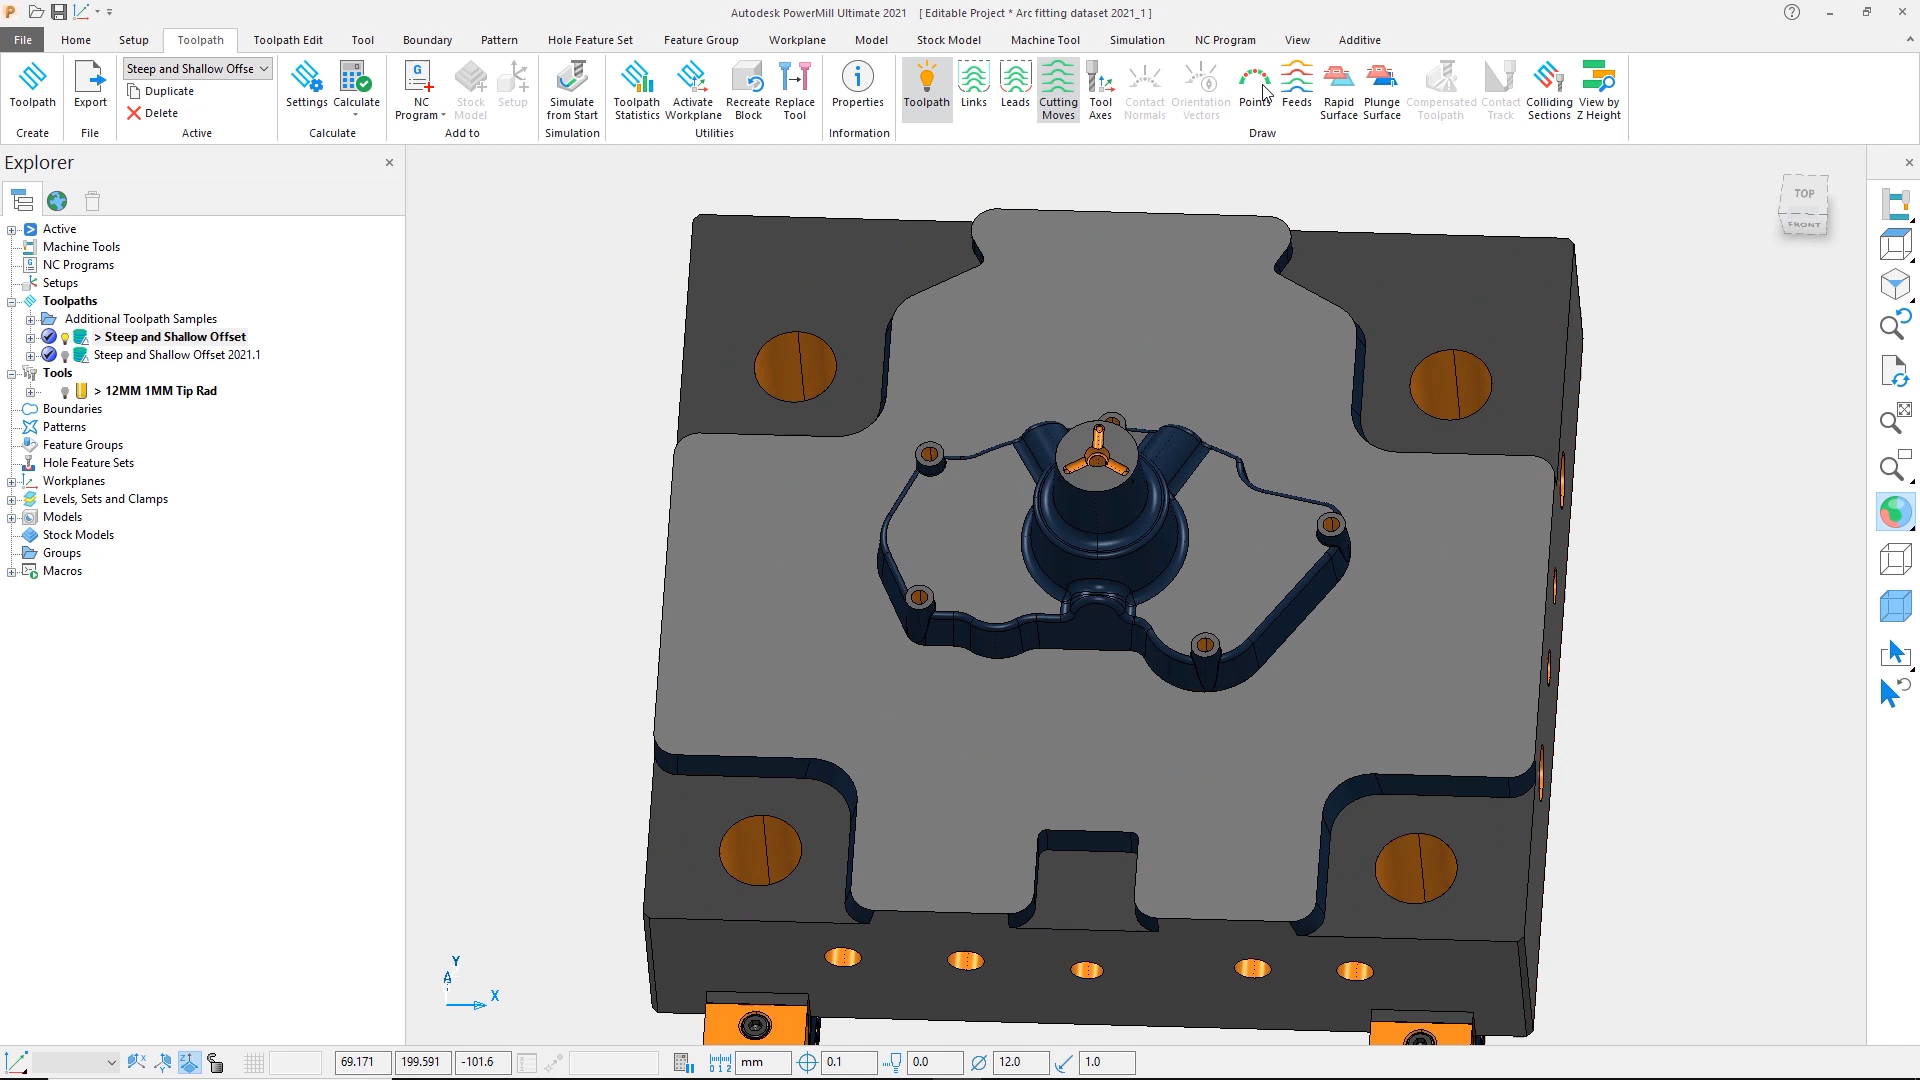 Autodesk PowerMill Ultimate 2021 [ Editable Project * Arc fitting dataset 2021_1 ]
File Home Setup Toolpath Toolpath Edit Tool Boundary Pattern Hole Feature Set Feature Group Workplane Model Stock Model Machine Tool Simulation NC Program View Additive
Toolpath
Create
Export
File
Steep and Shallow Offse
Duplicate
Delete
Active
Settings
Calculate
Calculate
NC Program
Stock Model
Setup
Add to
Simulate from Start
Simulation
Toolpath Statistics
Activate Workplane
Recreate Block
Replace Tool
Utilities
Properties
Information
Toolpath
Links
Leads
Cutting Moves
Tool Axes
Contact Normals
Orientation Vectors
Points
Feeds
Rapid Surface
Plunge Surface
Compensated Toolpath
Contact Track
Colliding Sections
View by Z Height
Draw
Explorer
Active
Machine Tools
NC Programs
Setups
Toolpaths
Additional Toolpath Samples
> Steep and Shallow Offset
Steep and Shallow Offset 2021.1
Tools
> 12MM 1MM Tip Rad
Boundaries
Patterns
Feature Groups
Hole Feature Sets
Workplanes
Levels, Sets and Clamps
Models
Stock Models
Groups
Macros
TOP
FRONT
Y
X
69.171 199.591 -101.6 mm 0.1 0.0 12.0 1.0